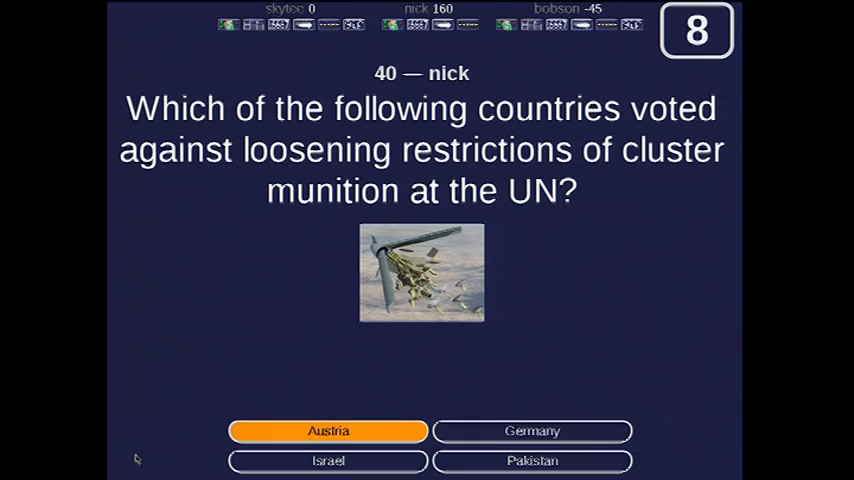 skytec 0
nick 160
bobson -45
8
40 — nick
Which of the following countries voted
against loosening restrictions of cluster
munition at the UN?
Austria
Germany
Israel
Pakistan